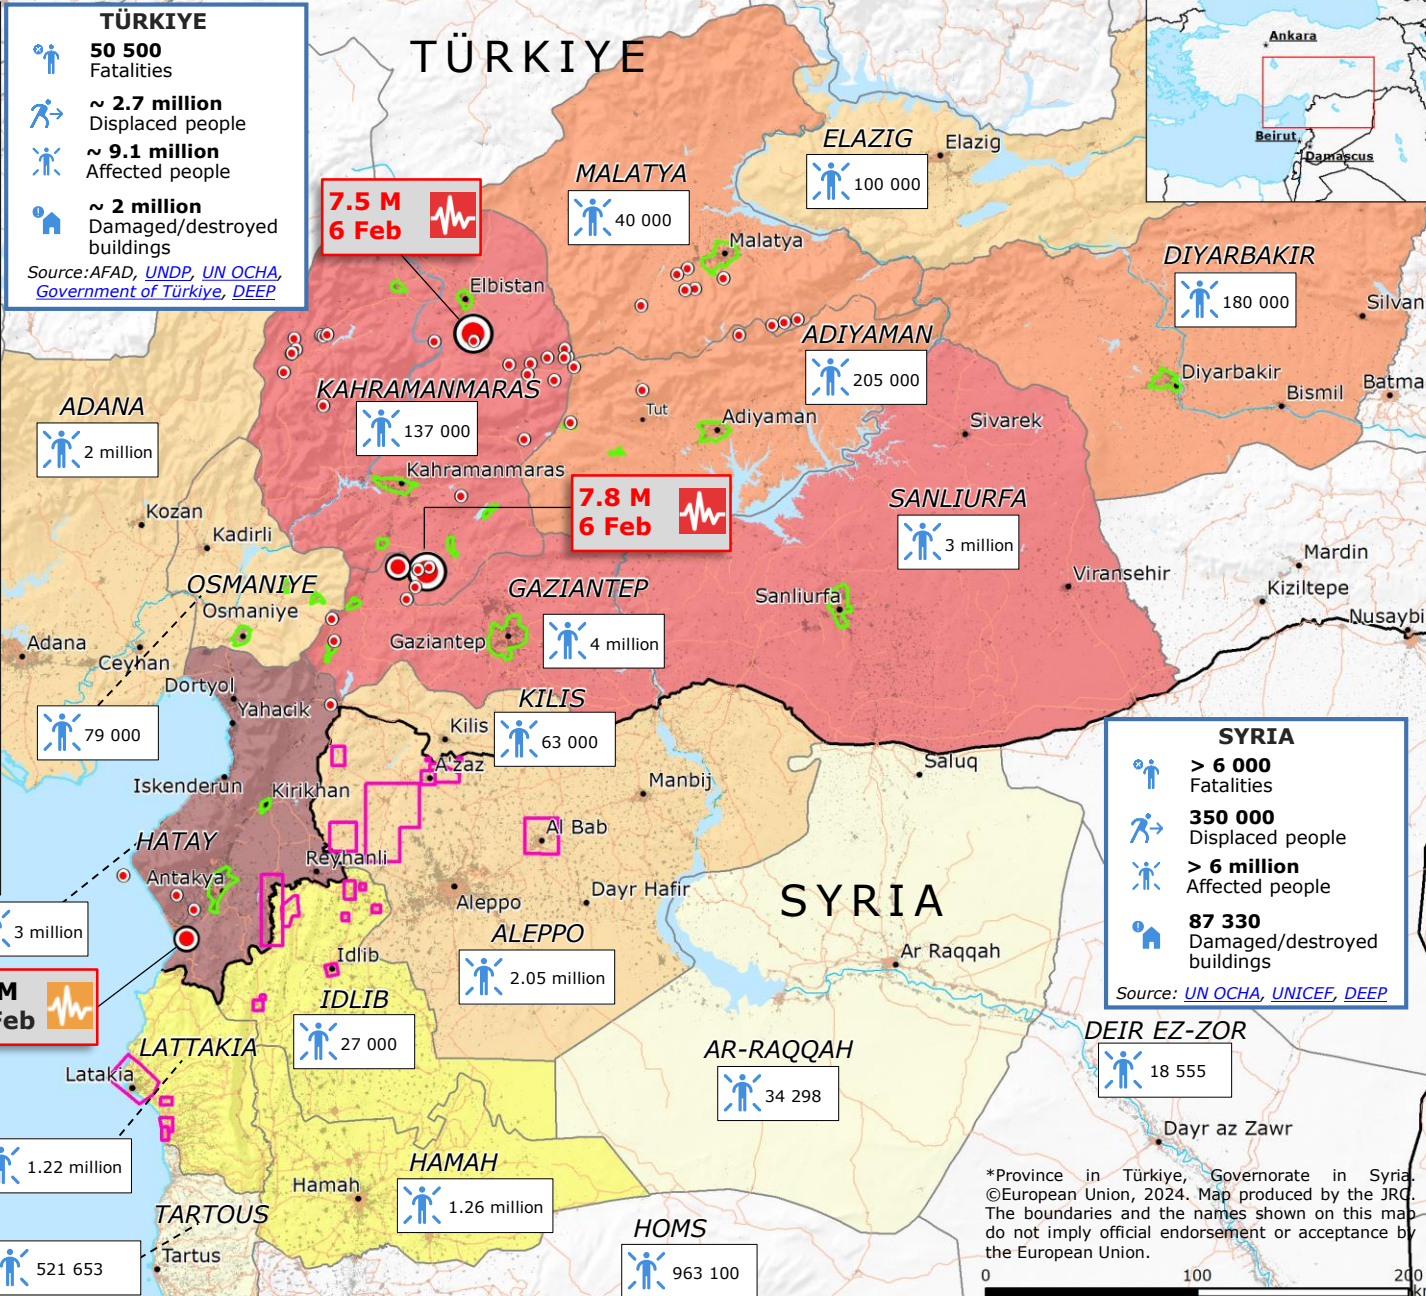 TÜRKIYE
50 500
Fatalities
~ 2.7 million
Displaced people
~ 9.1 million
Affected people
~ 2 million
Damaged/destroyed
buildings
Source:AFAD, UNDP, UN OCHA,
Government of Türkiye, DEEP
TÜRKIYE
Ankara
Beirut
Damascus
ELAZIG
Elazig
100 000
MALATYA
40 000
Malatya
7.5 M
6 Feb
Elbistan
DIYARBAKIR
180 000
Silvan
Diyarbakir
Bismil
Batma
ADIYAMAN
205 000
Tut
Adiyaman
KAHRAMANMARAS
137 000
Kahramanmaras
ADANA
2 million
Sivarek
7.8 M
6 Feb
SANLIURFA
3 million
Kozan
Kadirli
OSMANIYE
Osmaniye
GAZIANTEP
4 million
Gaziantep
Sanliurfa
Viransehir
Mardin
Kiziltepe
Nusaybi
Adana
Ceyhan
Dortyol
Yahacik
79 000
KILIS
Kilis
63 000
A'zaz
Iskenderun
Kirikhan
Manbij
Saluq
SYRIA
> 6 000
Fatalities
350 000
Displaced people
> 6 million
Affected people
87 330
Damaged/destroyed
buildings
Source: UN OCHA, UNICEF, DEEP
HATAY
Reyhanli
Al Bab
Antakya
3 million
Aleppo
Dayr Hafir
SYRIA
ALEPPO
2.05 million
Ar Raqqah
M
Feb
Idlib
IDLIB
27 000
LATTAKIA
Latakia
AR-RAQQAH
34 298
DEIR EZ-ZOR
18 555
Dayr az Zawr
1.22 million
HAMAH
Hamah
1.26 million
TARTOUS
Tartus
521 653
HOMS
963 100
*Province in Türkiye, Governorate in Syria.
©European Union, 2024. Map produced by the JRC.
The boundaries and the names shown on this map
do not imply official endorsement or acceptance by
the European Union.
0 100 200